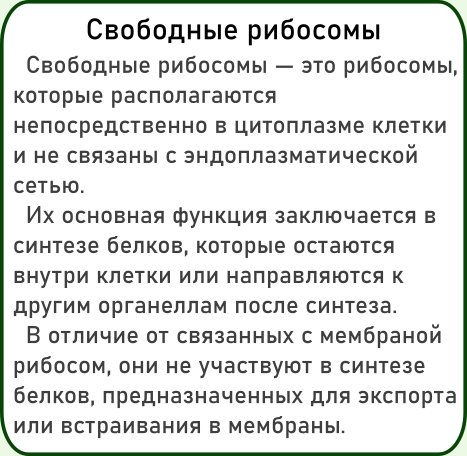 Свободные рибосомы
Свободные рибосомы — это рибосомы,
которые располагаются
непосредственно в цитоплазме клетки
и не связаны с эндоплазматической
сетью.
Их основная функция заключается в
синтезе белков, которые остаются
внутри клетки или направляются к
другим органеллам после синтеза.
В отличие от связанных с мембраной
рибосом, они не участвуют в синтезе
белков, предназначенных для экспорта
или встраивания в мембраны.